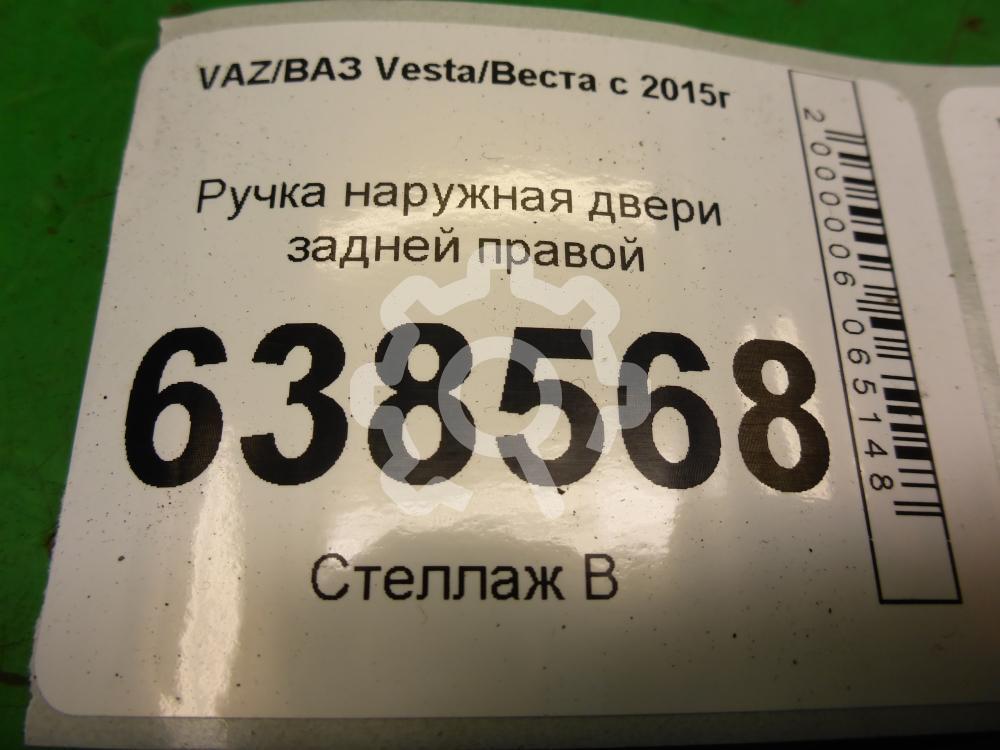 VAZ/ВАЗ Vesta/Веста с 2015г
Ручка наружная двери
задней правой
638568
Стеллаж В
2000006065148